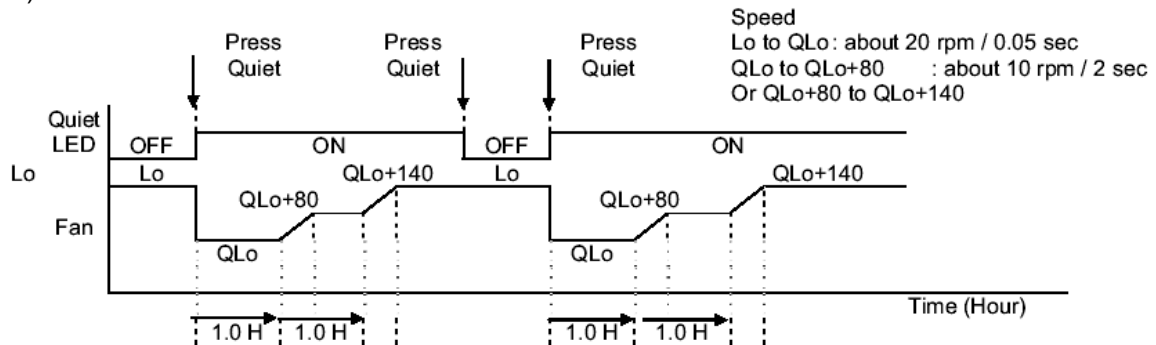 Speed
Lo to QLo: about 20 rpm / 0.05 sec
QLo to QLo+80 : about 10 rpm / 2 sec
Or QLo+80 to QLo+140
Press Quiet
Press Quiet
Press Quiet
Quiet LED
OFF
ON
OFF
ON
Lo
Lo
QLo+80
QLo+140
Lo
QLo+80
QLo+140
Fan
QLo
QLo
Time (Hour)
1.0 H
1.0 H
1.0 H
1.0 H